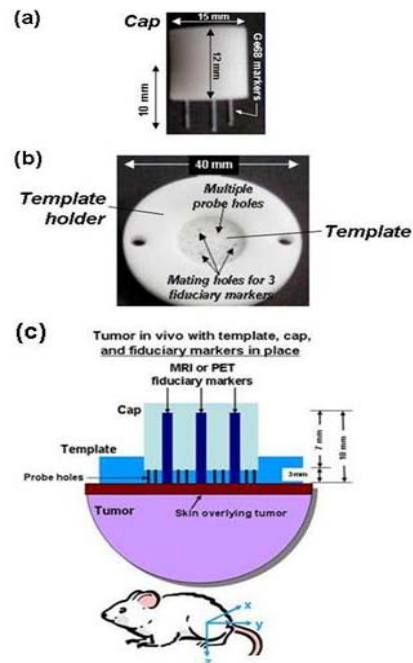 (a)
15 mm
Cap
12 mm
10 mm
Ge68 markers
(b)
40 mm
Template
holder
Multiple
probe holes
Template
Mating holes for 3
fiduciary markers
(c)
Tumor in vivo with template, cap,
and fiduciary markers in place
MRI or PET
fiduciary markers
Cap
Template
Probe holes
7 mm
10 mm
3 mm
Skin overlying tumor
Tumor
x
y
z